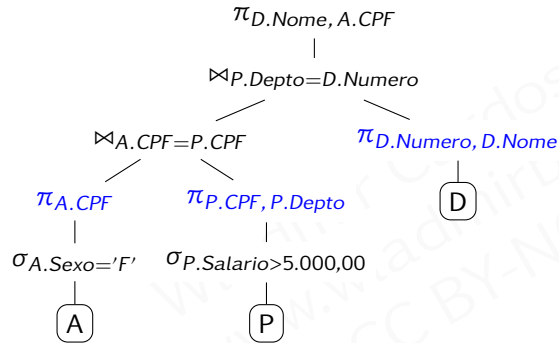 π D.Nome, A.CPF
⋈ P.Depto=D.Numero
⋈ A.CPF=P.CPF
π D.Numero, D.Nome
π A.CPF
π P.CPF, P.Depto
D
σ A.Sexo='F'
σ P.Salario>5.000,00
A
P